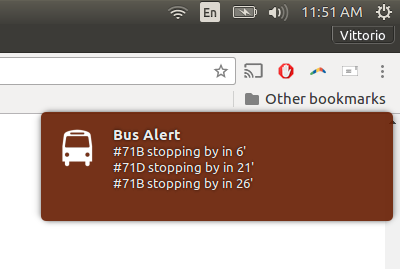 En
11:51 AM
Vittorio
Other bookmarks
Bus Alert
#71B stopping by in 6'
#71D stopping by in 21'
#71B stopping by in 26'